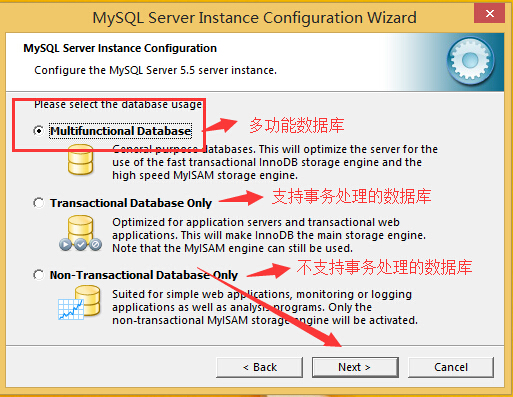 MySQL Server Instance Configuration Wizard
MySQL Server Instance Configuration
Configure the MySQL Server 5.5 server instance.
Please select the database usage
Multifunctional Database
多功能数据库
General purpose databases. This will optimize the server for the
use of the fast transactional InnoDB storage engine and the
high speed MyISAM storage engine.
支持事务处理的数据库
Transactional Database Only
Optimized for application servers and transactional web
applications. This will make InnoDB the main storage engine.
Note that the MyISAM engine can still be used.
不支持事务处理的数据库
Non-Transactional Database Only
Suited for simple web applications, monitoring or logging
applications as well as analysis programs. Only the
non-transactional MyISAM storage engine will be activated.
< Back
Next >
Cancel